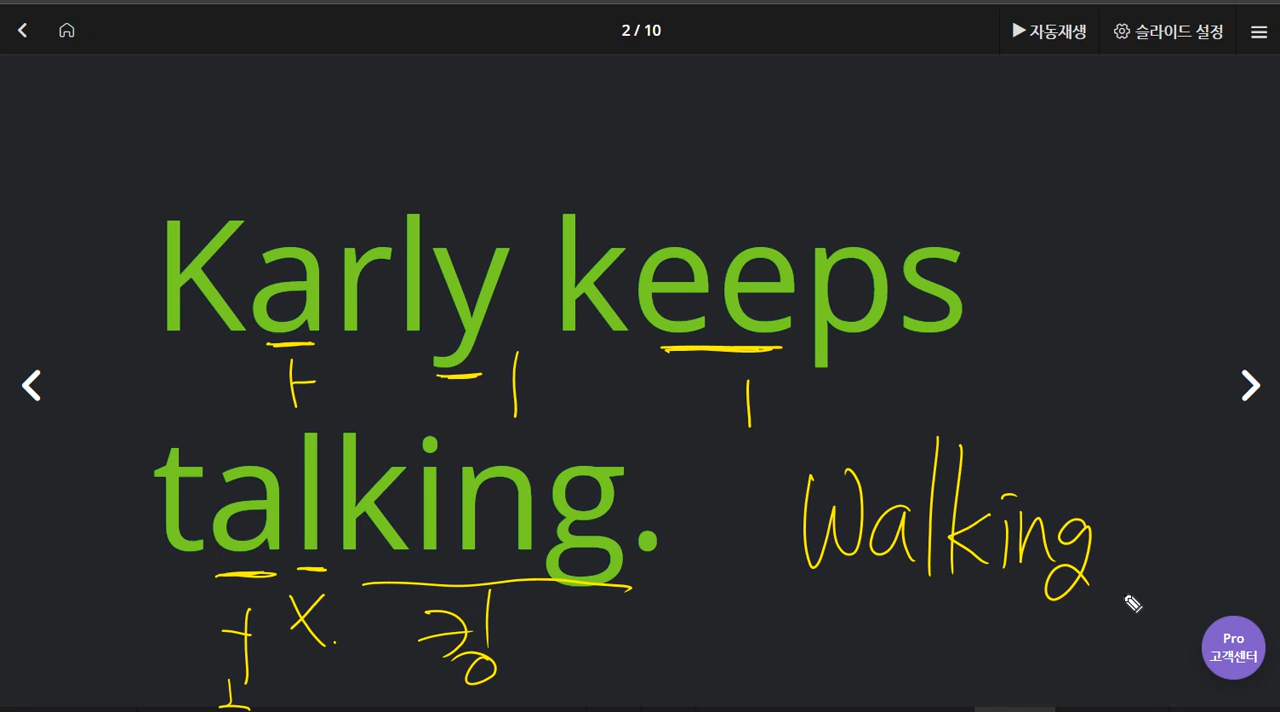 2 / 10
자동재생
슬라이드 설정
Karly keeps
ㅏ ㅣ ㅣ
talking.
Walking
ㅓ X. 킹
ㅗ
Pro
고객센터